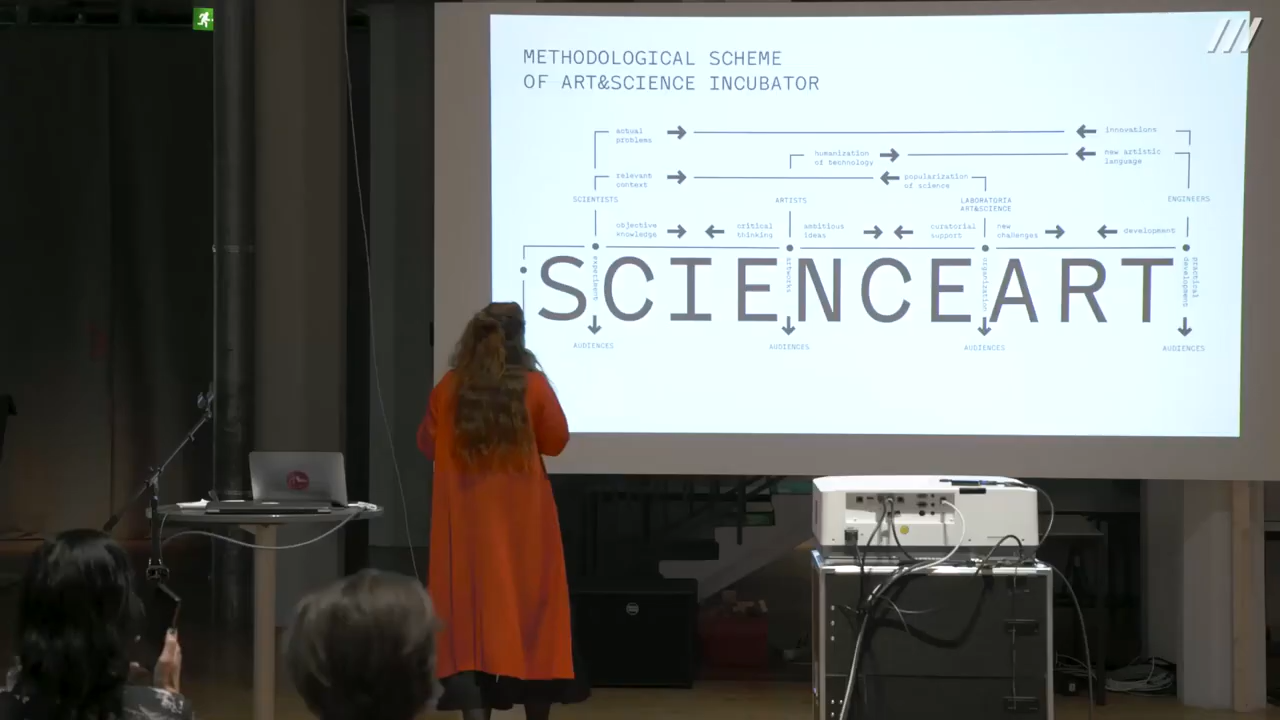 METHODOLOGICAL SCHEME
OF ART&SCIENCE INCUBATOR
actual
problems
innovations
humanization
of technology
new artistic
language
relevant
context
popularization
of science
SCIENTISTS
ARTISTS
LABORATORIA
ART&SCIENCE
ENGINEERS
objective
knowledge
critical
thinking
ambitious
ideas
curatorial
support
new
challenges
development
experiment
artworks
organization
practical
development
SCIENCEART
AUDIENCES
AUDIENCES
AUDIENCES
AUDIENCES